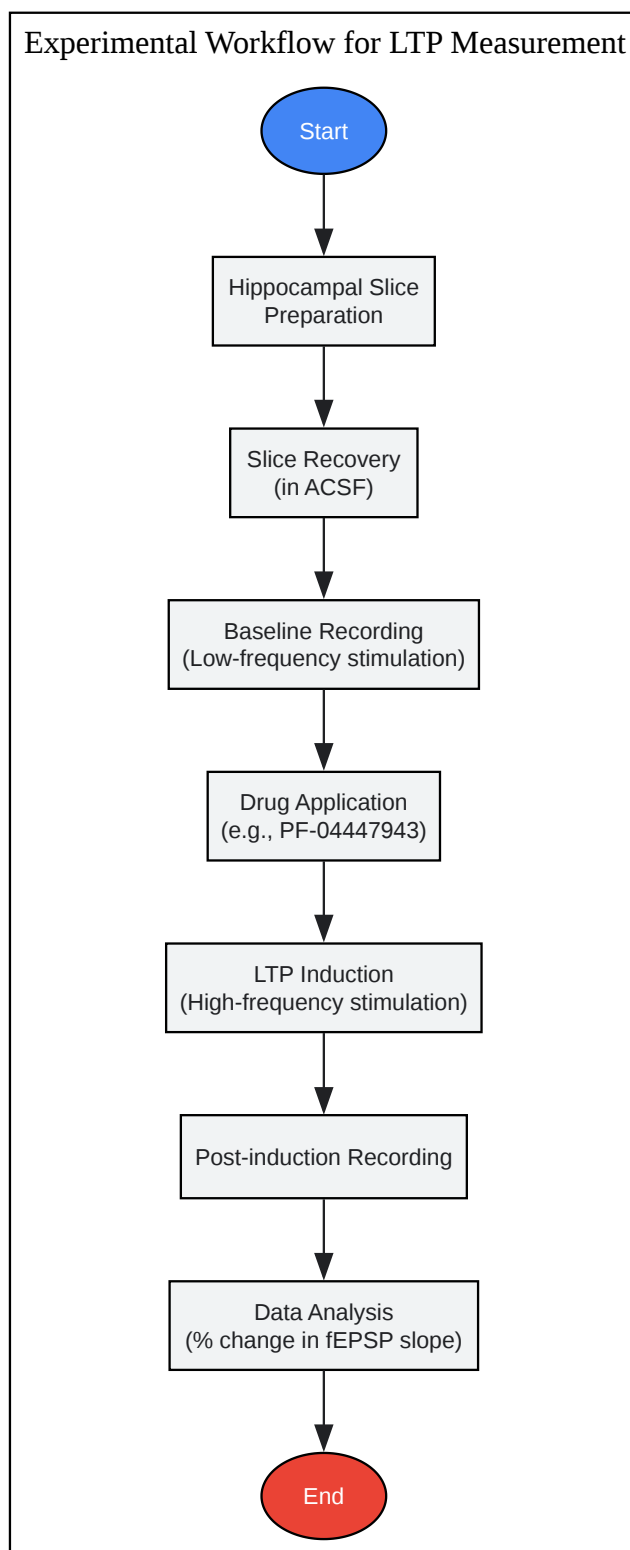 Experimental Workflow for LTP Measurement
Start
Hippocampal Slice
Preparation
Slice Recovery
(in ACSF)
Baseline Recording
(Low-frequency stimulation)
Drug Application
(e.g., PF-04447943)
LTP Induction
(High-frequency stimulation)
Post-induction Recording
Data Analysis
(% change in fEPSP slope)
End